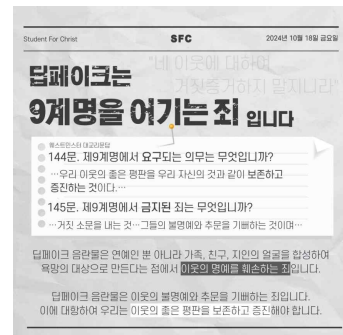 Student For Christ
SFC
2024년 10월 18일 금요일
"네 이웃에 대하여
거짓증거하지 말지니라"
딥페이크는
9계명을 어기는 죄 입니다
웨스트민스터 대교리문답
144문. 제9계명에서 요구되는 의무는 무엇입니까?
…우리 이웃의 좋은 평판을 우리 자신의 것과 같이 보존하고
증진하는 것이다.…
145문. 제9계명에서 금지된 죄는 무엇입니까?
…거짓 소문을 내는 것…그들의 불명예와 추문을 기뻐하는 것이며…
딥페이크 음란물은 연예인 뿐 아니라 가족, 친구, 지인의 얼굴을 합성하여
욕망의 대상으로 만든다는 점에서 이웃의 명예를 훼손하는 죄입니다.
딥페이크 음란물은 이웃의 불명예와 추문을 기뻐하는 죄입니다.
이에 대항하여 우리는 이웃의 좋은 평판을 보존하고 증진해야 합니다.